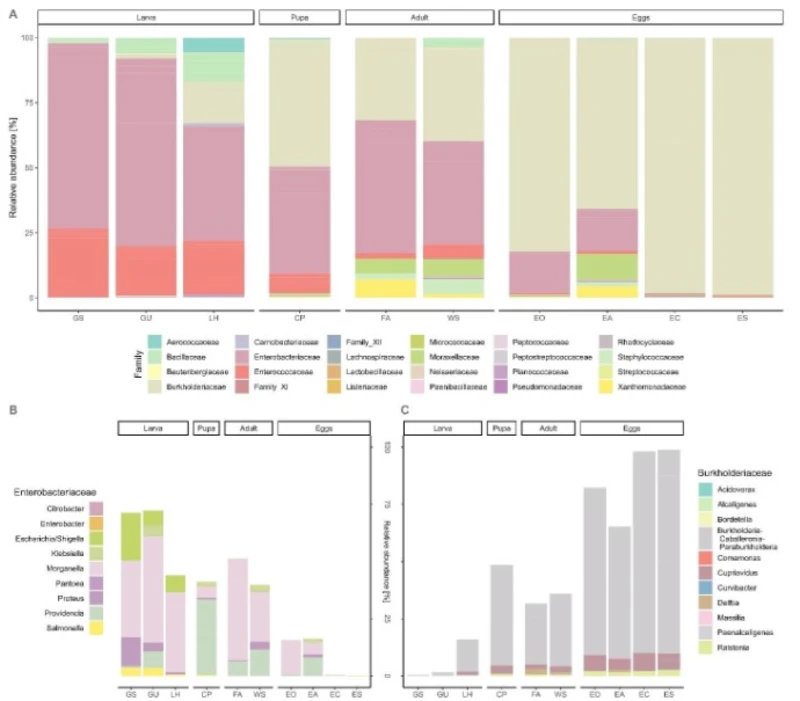 A
Larva Pupa Adult Eggs
100
75
50
25
0
Relative abundance [%]
GS GU LH CP FA WS EO EA EC ES
Family
Aerococcaceae Carnobacteriaceae Family_XII Micrococcaceae Peptococcaceae Rhodocyclaceae
Bacillaceae Enterobacteriaceae Lachnospiraceae Moraxellaceae Peptostreptococcaceae Staphylococcaceae
Beutenbergiaceae Enterococcaceae Lactobacillaceae Neisseriaceae Planococcaceae Streptococcaceae
Burkholderiaceae Family_XI Listeriaceae Paenibacillaceae Pseudomonadaceae Xanthomonadaceae
B
Larva Pupa Adult Eggs
Enterobacteriaceae
Citrobacter
Enterobacter
Escherichia/Shigella
Klebsiella
Morganella
Pantoea
Proteus
Providencia
Salmonella
GS GU LH CP FA WS EO EA EC ES
C
Larva Pupa Adult Eggs
100
75
25
0
Relative abundance [%]
GS GU LH CP FA WS EO EA EC ES
Burkholderiaceae
Acidovorax
Alcaligenes
Bordetella
Burkholderia-
Caballeronia-
Paraburkholderia
Comamonas
Cupriavidus
Curvibacter
Delftia
Massilia
Paenalcaligenes
Ralstonia